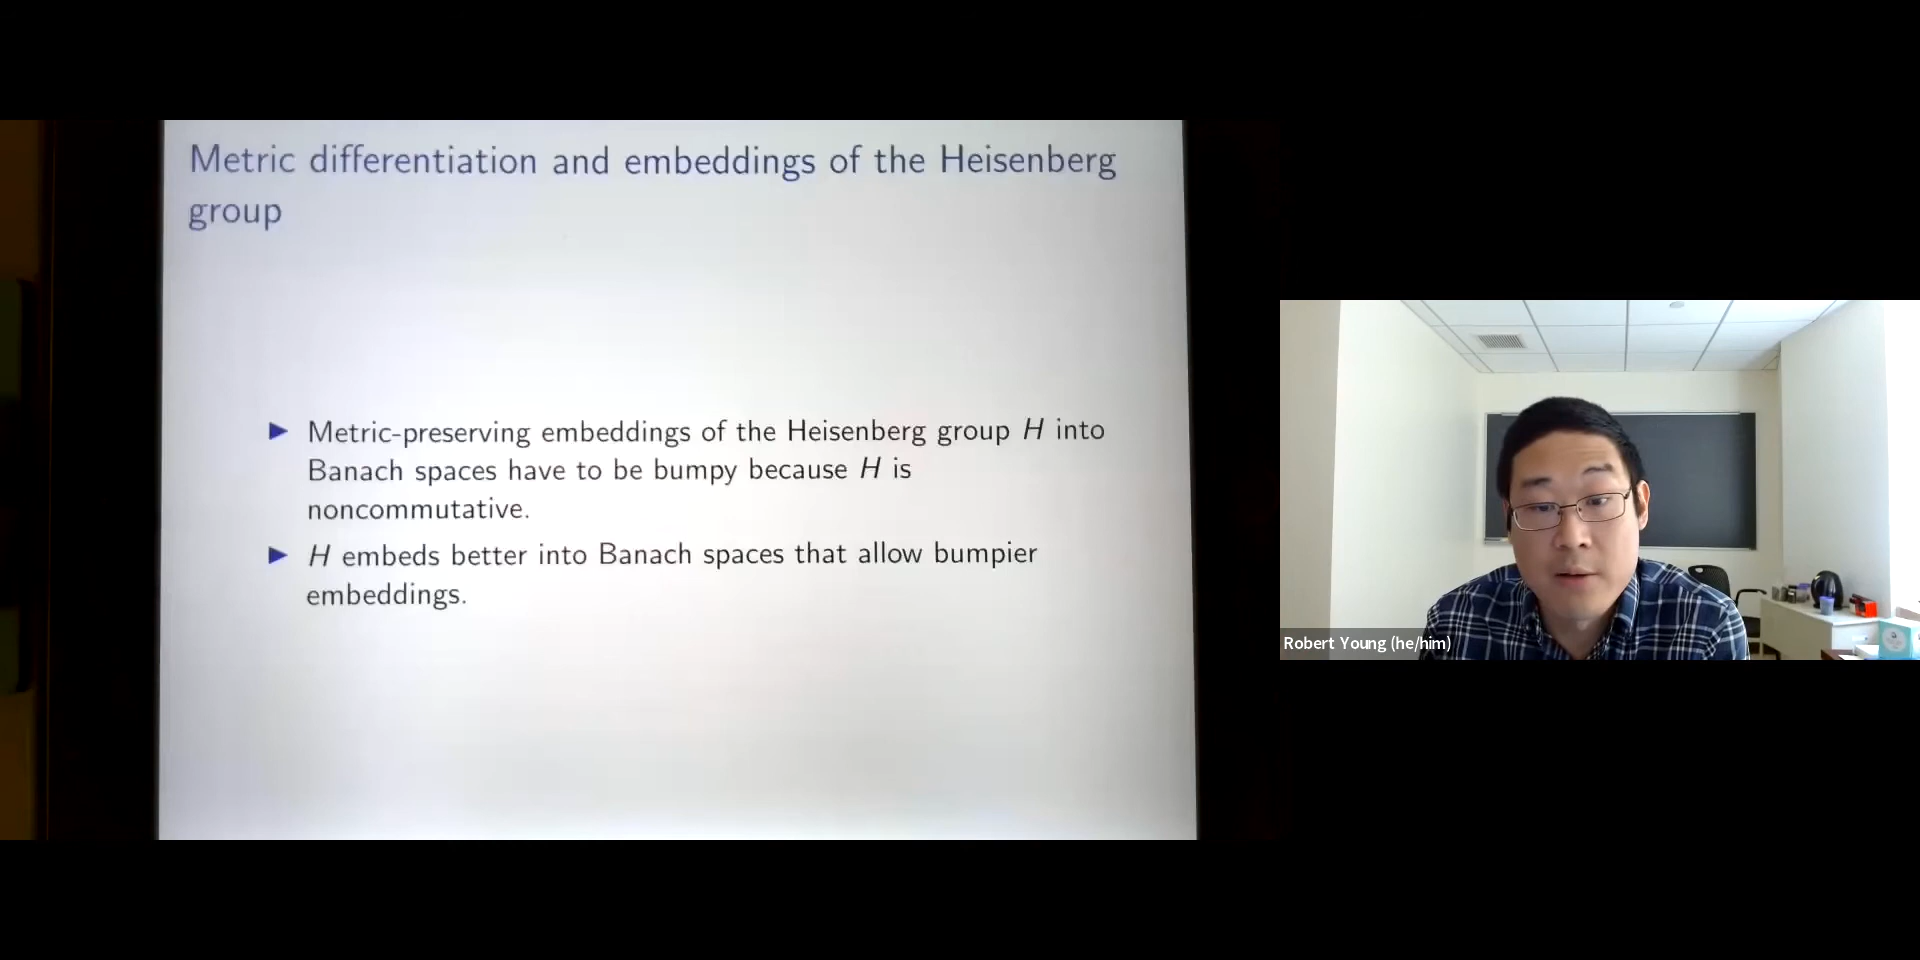 Metric differentiation and embeddings of the Heisenberg
group
▶ Metric-preserving embeddings of the Heisenberg group H into
Banach spaces have to be bumpy because H is
noncommutative.
▶ H embeds better into Banach spaces that allow bumpier
embeddings.
Robert Young (he/him)